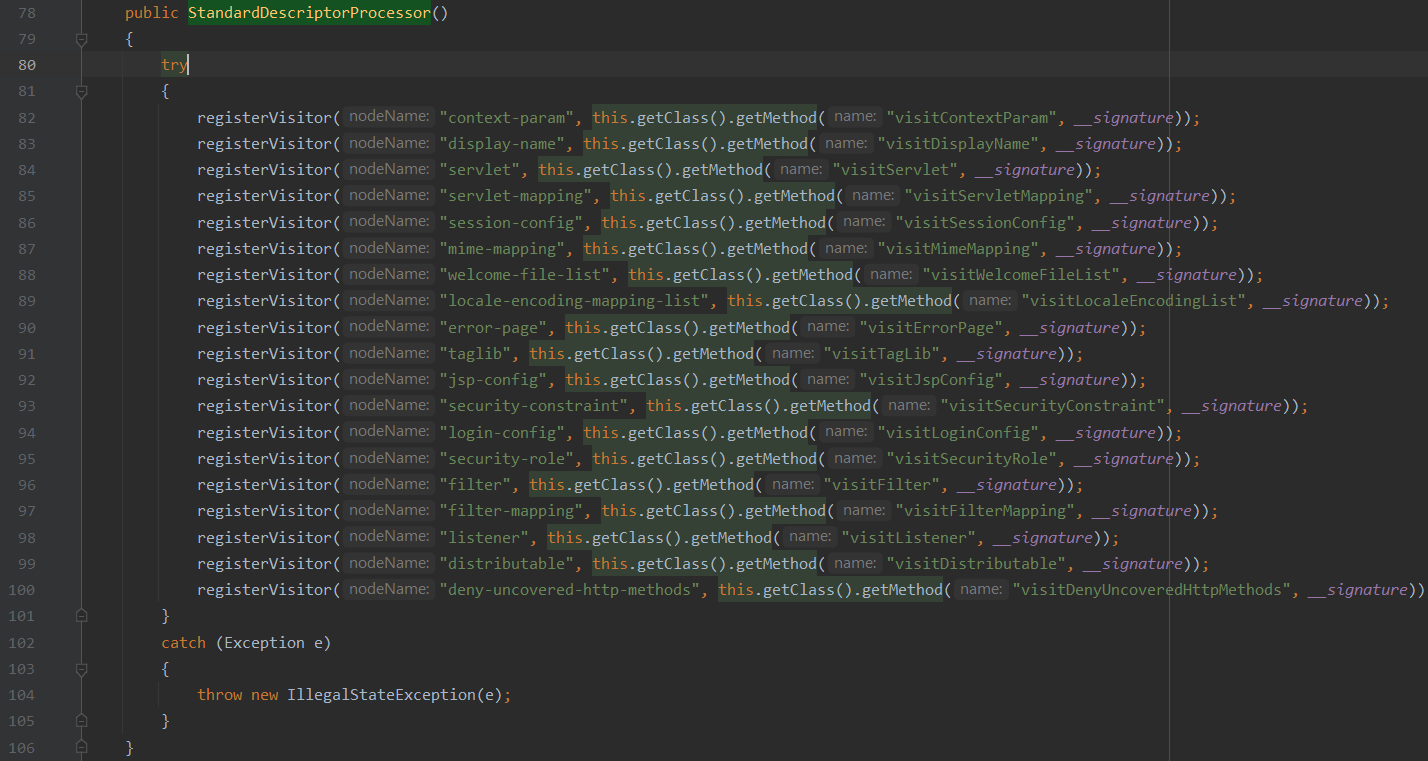 78 public StandardDescriptorProcessor()
79 {
80 try
81 {
82 registerVisitor( nodeName: "context-param", this.getClass().getMethod( name: "visitContextParam", __signature));
83 registerVisitor( nodeName: "display-name", this.getClass().getMethod( name: "visitDisplayName", __signature));
84 registerVisitor( nodeName: "servlet", this.getClass().getMethod( name: "visitServlet", __signature));
85 registerVisitor( nodeName: "servlet-mapping", this.getClass().getMethod( name: "visitServletMapping", __signature));
86 registerVisitor( nodeName: "session-config", this.getClass().getMethod( name: "visitSessionConfig", __signature));
87 registerVisitor( nodeName: "mime-mapping", this.getClass().getMethod( name: "visitMimeMapping", __signature));
88 registerVisitor( nodeName: "welcome-file-list", this.getClass().getMethod( name: "visitWelcomeFileList", __signature));
89 registerVisitor( nodeName: "locale-encoding-mapping-list", this.getClass().getMethod( name: "visitLocaleEncodingList", __signature));
90 registerVisitor( nodeName: "error-page", this.getClass().getMethod( name: "visitErrorPage", __signature));
91 registerVisitor( nodeName: "taglib", this.getClass().getMethod( name: "visitTagLib", __signature));
92 registerVisitor( nodeName: "jsp-config", this.getClass().getMethod( name: "visitJspConfig", __signature));
93 registerVisitor( nodeName: "security-constraint", this.getClass().getMethod( name: "visitSecurityConstraint", __signature));
94 registerVisitor( nodeName: "login-config", this.getClass().getMethod( name: "visitLoginConfig", __signature));
95 registerVisitor( nodeName: "security-role", this.getClass().getMethod( name: "visitSecurityRole", __signature));
96 registerVisitor( nodeName: "filter", this.getClass().getMethod( name: "visitFilter", __signature));
97 registerVisitor( nodeName: "filter-mapping", this.getClass().getMethod( name: "visitFilterMapping", __signature));
98 registerVisitor( nodeName: "listener", this.getClass().getMethod( name: "visitListener", __signature));
99 registerVisitor( nodeName: "distributable", this.getClass().getMethod( name: "visitDistributable", __signature));
100 registerVisitor( nodeName: "deny-uncovered-http-methods", this.getClass().getMethod( name: "visitDenyUncoveredHttpMethods", __signature))
101 }
102 catch (Exception e)
103 {
104 throw new IllegalStateException(e);
105 }
106 }